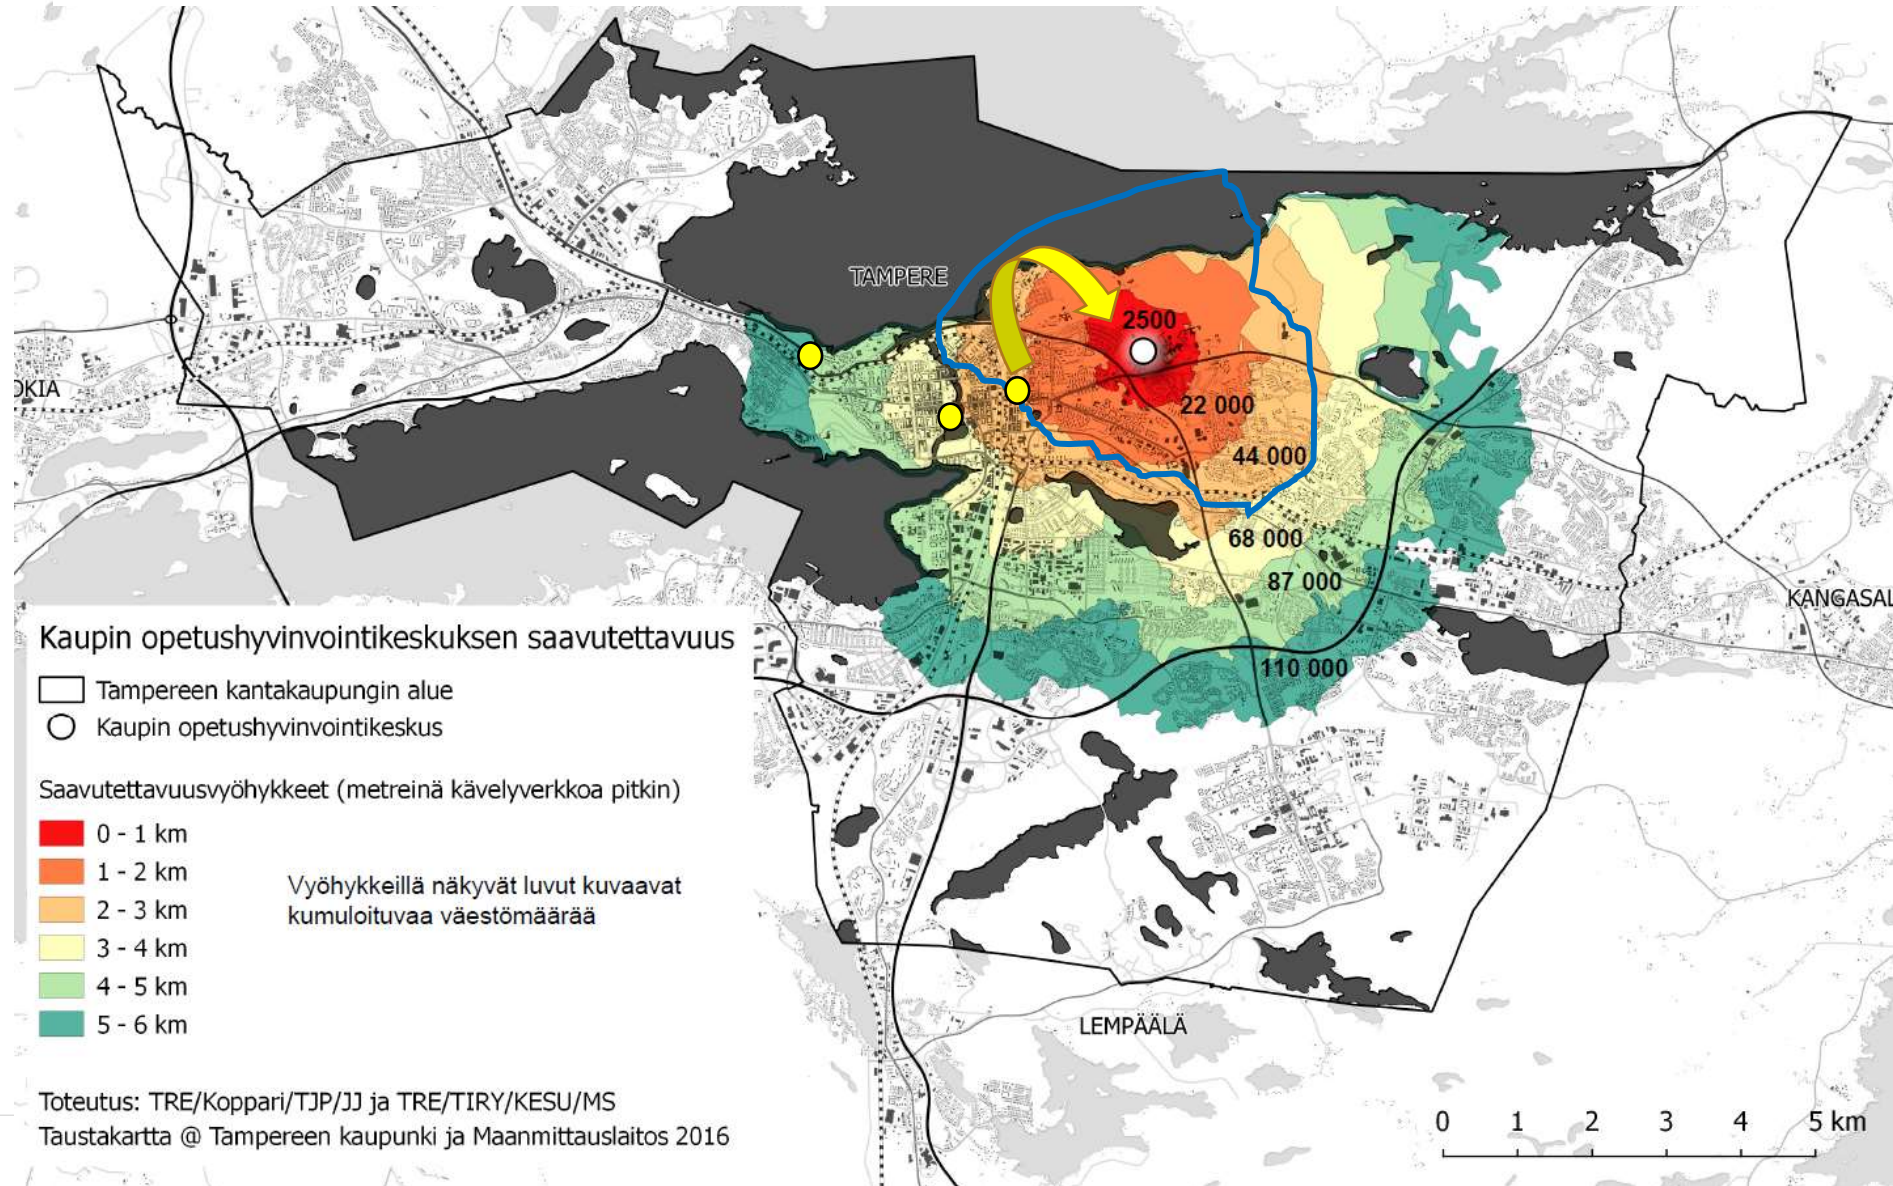 TAMPERE
2500
22 000
44 000
68 000
87 000
110 000
OKIA
KANGASAL
LEMPÄÄLÄ
Kaupin opetushyvinvointikeskuksen saavutettavuus
Tampereen kantakaupungin alue
Kaupin opetushyvinvointikeskus
Saavutettavuusvyöhykkeet (metreinä kävelyverkkoa pitkin)
0 - 1 km
1 - 2 km
2 - 3 km
3 - 4 km
4 - 5 km
5 - 6 km
Vyöhykkeillä näkyvät luvut kuvaavat
kumuloituvaa väestömäärää
Toteutus: TRE/Koppari/TJP/JJ ja TRE/TIRY/KESU/MS
Taustakartta @ Tampereen kaupunki ja Maanmittauslaitos 2016
0 1 2 3 4 5 km